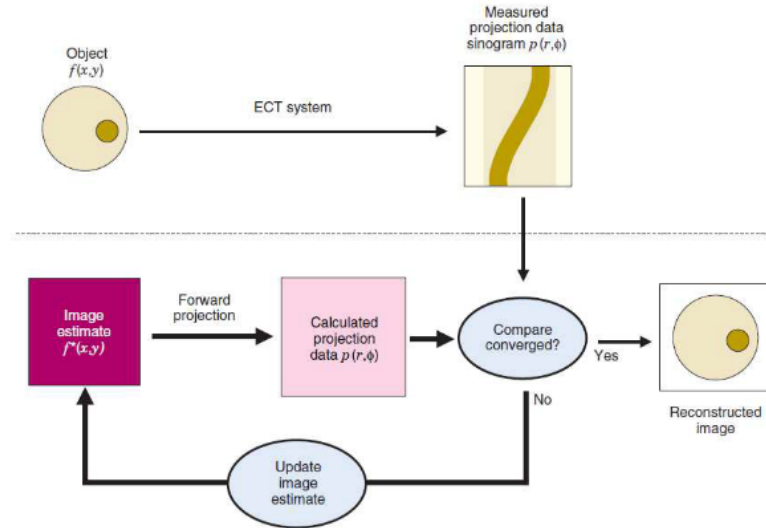 Object
f(x,y)
ECT system
Measured
projection data
sinogram p(r,ϕ)
Image
estimate
f*(x,y)
Forward
projection
Calculated
projection
data p(r,ϕ)
Compare
converged?
Yes
No
Reconstructed
image
Update
image
estimate